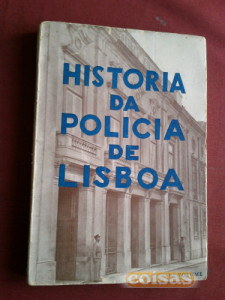 HISTORIA
DA
POLICIA
DE
LISBOA
coisas